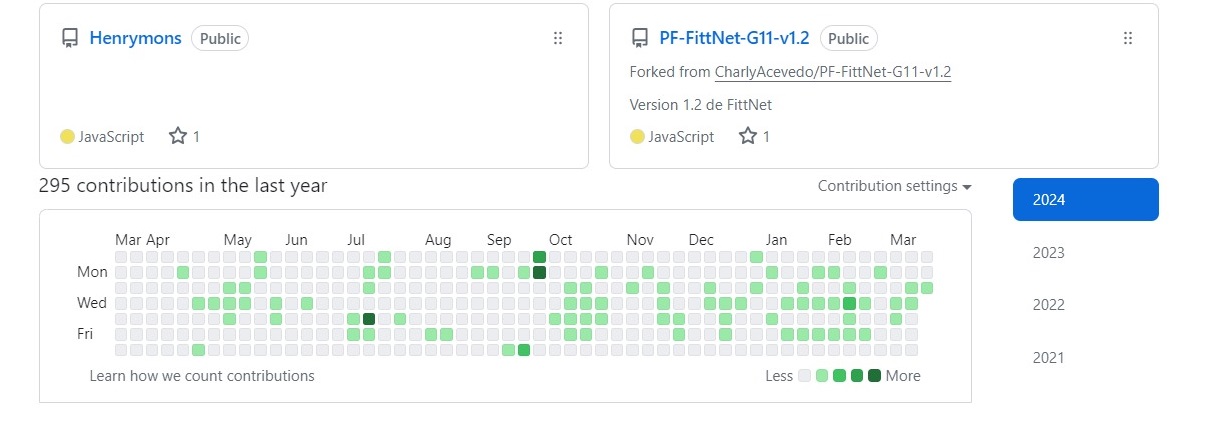 Henrymons Public
JavaScript 1
PF-FittNet-G11-v1.2 Public
Forked from CharlyAcevedo/PF-FittNet-G11-v1.2
Version 1.2 de FittNet
JavaScript 1
295 contributions in the last year
Contribution settings
2024
2023
2022
2021
Mar Apr May Jun Jul Aug Sep Oct Nov Dec Jan Feb Mar
Mon
Wed
Fri
Learn how we count contributions
Less More